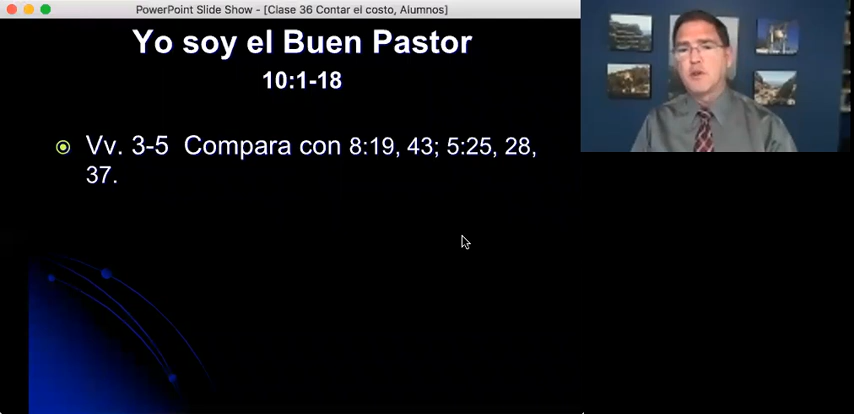 PowerPoint Slide Show - [Clase 36 Contar el costo, Alumnos]
Yo soy el Buen Pastor
10:1-18
Vv. 3-5 Compara con 8:19, 43; 5:25, 28,
37.